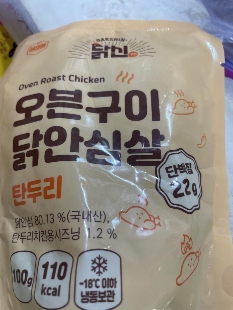 DAKSHIN
닭신
Oven Roast Chicken
오븐구이
닭안심살
탄두리
단백질
22g
닭안심 80.13%(국내산),
탄두리치킨용시즈닝 1.2%
100g
110
kcal
-18℃ 이하
냉동보관